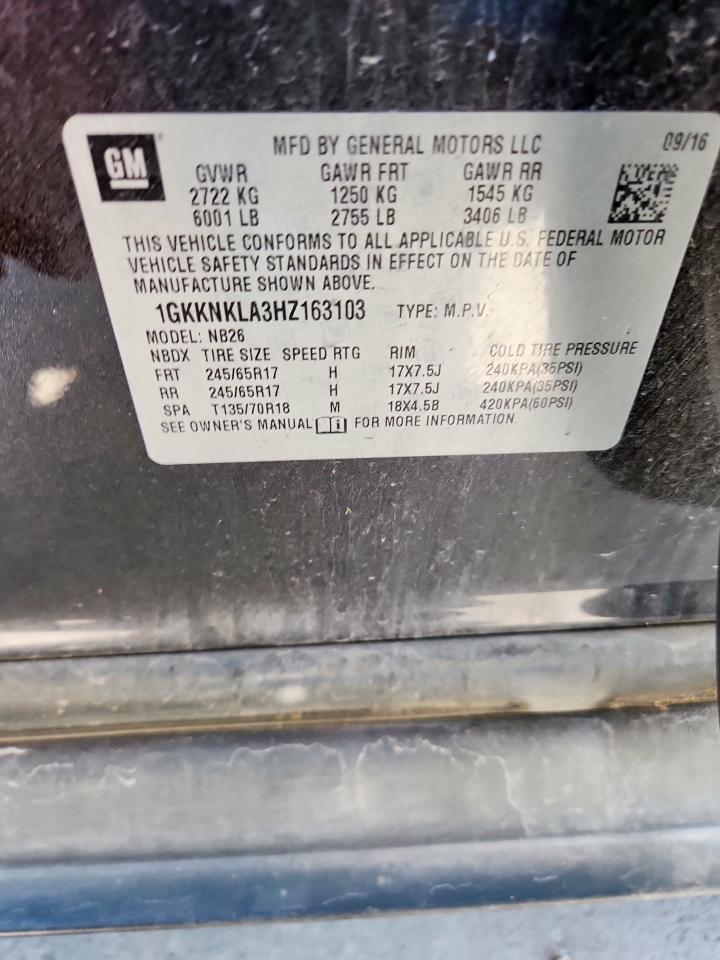 GM
MFD BY GENERAL MOTORS LLC 09/16
GVWR GAWR FRT GAWR RR
2722 KG 1250 KG 1545 KG
6001 LB 2755 LB 3406 LB
THIS VEHICLE CONFORMS TO ALL APPLICABLE U.S. FEDERAL MOTOR
VEHICLE SAFETY STANDARDS IN EFFECT ON THE DATE OF
MANUFACTURE SHOWN ABOVE.
1GKKNKLA3HZ163103 TYPE: M.P.V.
MODEL: NB26
NBDX TIRE SIZE SPEED RTG RIM COLD TIRE PRESSURE
FRT 245/65R17 H 17X7.5J 240KPA(35PSI)
RR 245/65R17 H 17X7.5J 240KPA(35PSI)
SPA T135/70R18 M 18X4.5B 420KPA(60PSI)
SEE OWNER'S MANUAL i FOR MORE INFORMATION.